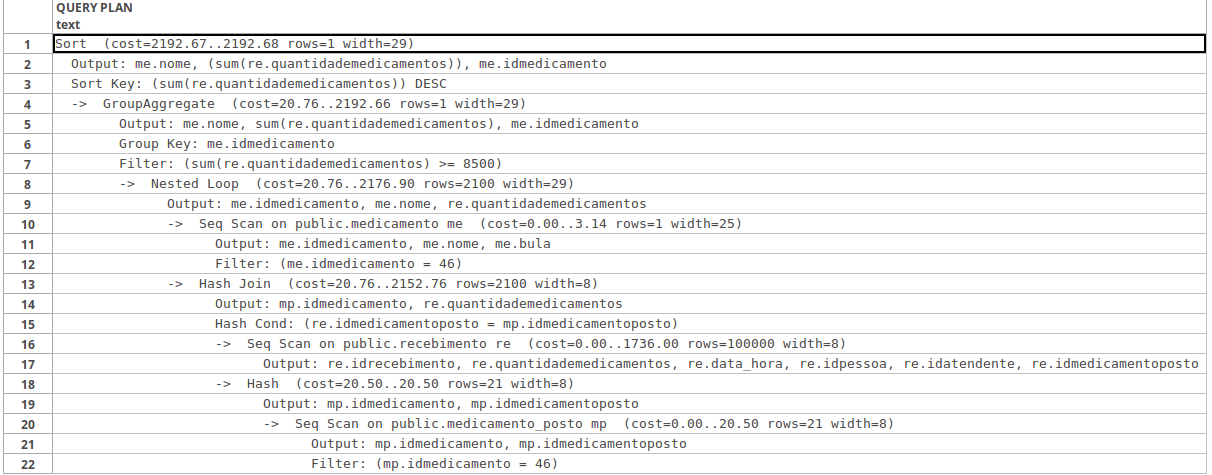 QUERY PLAN
text
1 Sort (cost=2192.67..2192.68 rows=1 width=29)
2 Output: me.nome, (sum(re.quantidademedicamentos)), me.idmedicamento
3 Sort Key: (sum(re.quantidademedicamentos)) DESC
4 -> GroupAggregate (cost=20.76..2192.66 rows=1 width=29)
5 Output: me.nome, sum(re.quantidademedicamentos), me.idmedicamento
6 Group Key: me.idmedicamento
7 Filter: (sum(re.quantidademedicamentos) >= 8500)
8 -> Nested Loop (cost=20.76..2176.90 rows=2100 width=29)
9 Output: me.idmedicamento, me.nome, re.quantidademedicamentos
10 -> Seq Scan on public.medicamento me (cost=0.00..3.14 rows=1 width=25)
11 Output: me.idmedicamento, me.nome, me.bula
12 Filter: (me.idmedicamento = 46)
13 -> Hash Join (cost=20.76..2152.76 rows=2100 width=8)
14 Output: mp.idmedicamento, re.quantidademedicamentos
15 Hash Cond: (re.idmedicamentoposto = mp.idmedicamentoposto)
16 -> Seq Scan on public.recebimento re (cost=0.00..1736.00 rows=100000 width=8)
17 Output: re.idrecebimento, re.quantidademedicamentos, re.data_hora, re.idpessoa, re.idatendente, re.idmedicamentoposto
18 -> Hash (cost=20.50..20.50 rows=21 width=8)
19 Output: mp.idmedicamento, mp.idmedicamentoposto
20 -> Seq Scan on public.medicamento_posto mp (cost=0.00..20.50 rows=21 width=8)
21 Output: mp.idmedicamento, mp.idmedicamentoposto
22 Filter: (mp.idmedicamento = 46)